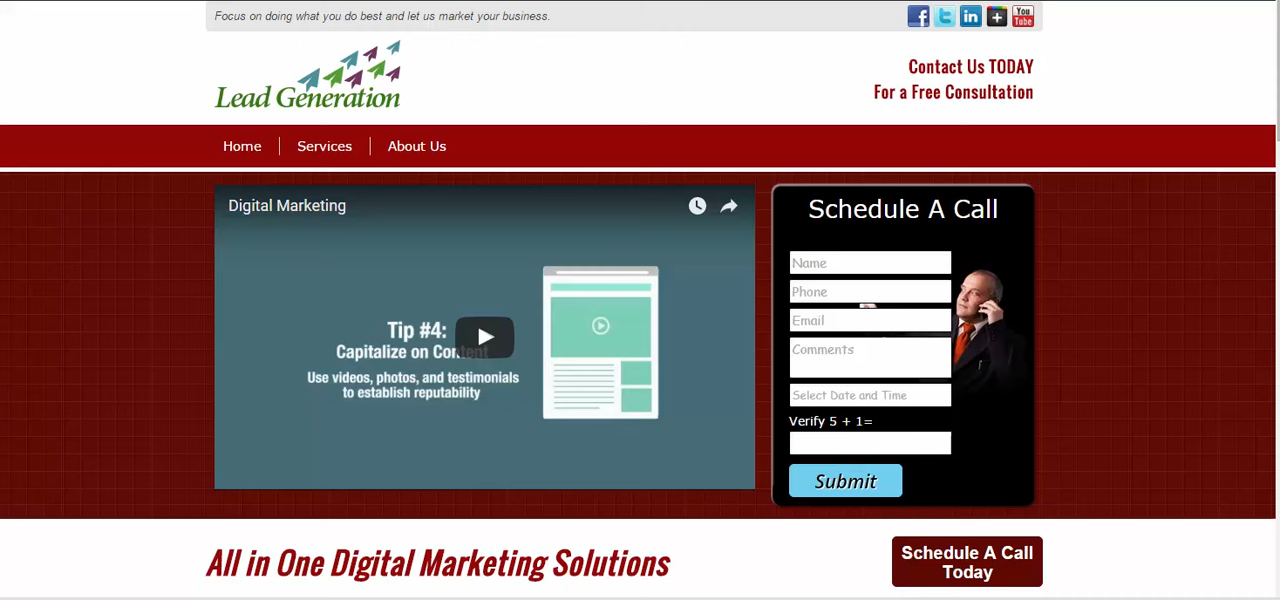 Focus on doing what you do best and let us market your business.
You
Tube
Lead Generation
Contact Us TODAY
For a Free Consultation
Home
Services
About Us
Digital Marketing
Tip #4:
Capitalize on Content
Use videos, photos, and testimonials
to establish reputability
Schedule A Call
Name
Phone
Email
Comments
Select Date and Time
Verify 5 + 1=
Submit
All in One Digital Marketing Solutions
Schedule A Call
Today